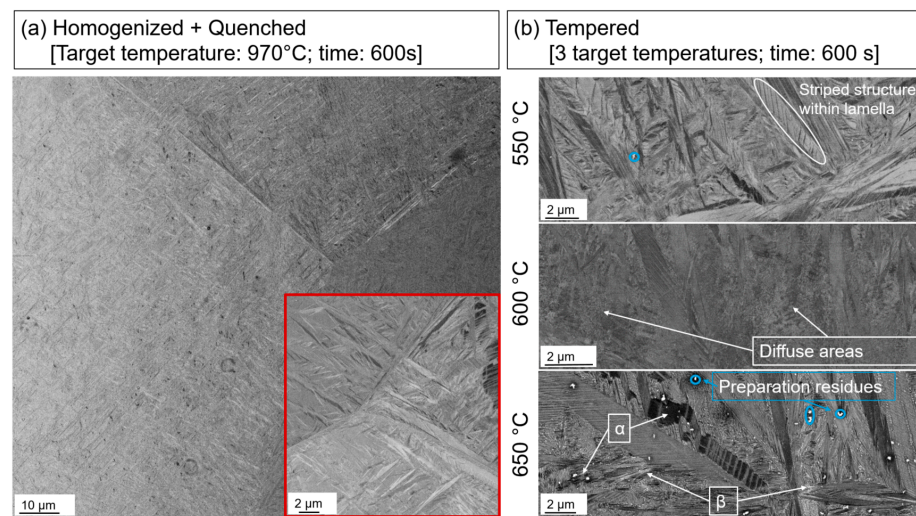 (a) Homogenized + Quenched
[Target temperature: 970°C; time: 600s]
10 µm
2 µm
(b) Tempered
[3 target temperatures; time: 600 s]
550 °C
Striped structure
within lamella
2 µm
600 °C
Diffuse areas
2 µm
650 °C
Preparation residues
α
β
2 µm